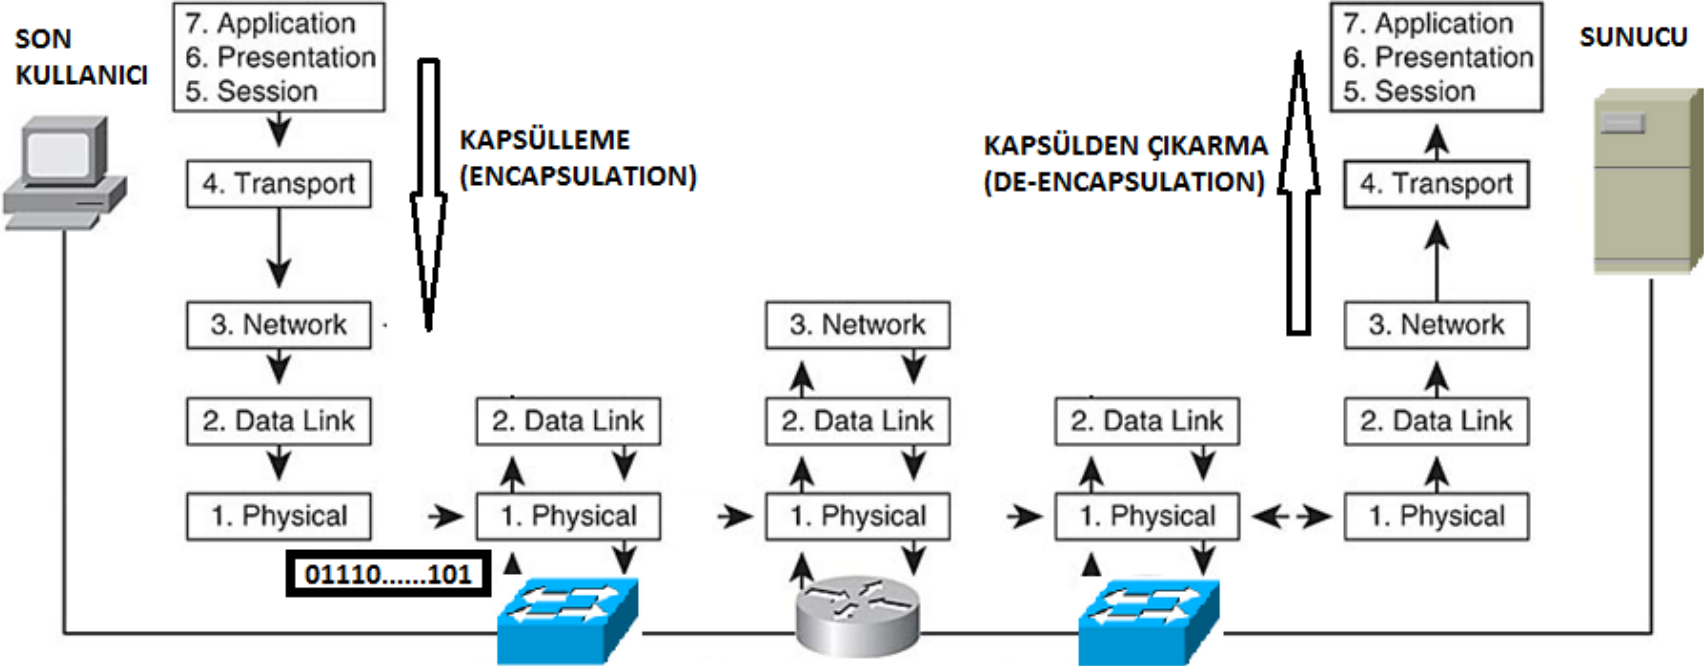 SON
KULLANICI
7. Application
6. Presentation
5. Session
4. Transport
3. Network
2. Data Link
1. Physical
KAPSÜLLEME
(ENCAPSULATION)
01110......101
2. Data Link
1. Physical
3. Network
2. Data Link
1. Physical
2. Data Link
1. Physical
KAPSÜLDEN ÇIKARMA
(DE-ENCAPSULATION)
7. Application
6. Presentation
5. Session
4. Transport
3. Network
2. Data Link
1. Physical
SUNUCU